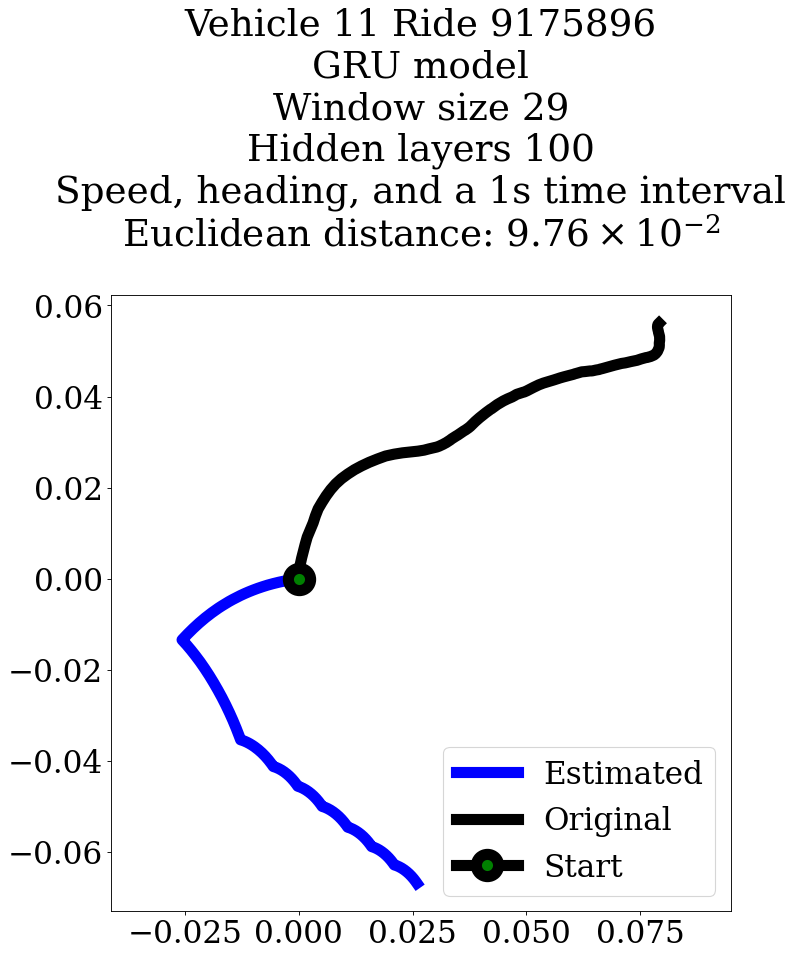 Vehicle 11 Ride 9175896
GRU model
Window size 29
Hidden layers 100
Speed, heading, and a 1s time interval
Euclidean distance: 9.76 × 10⁻²
0.06
0.04
0.02
0.00
−0.02
−0.04
−0.06
Estimated
Original
Start
−0.025 0.000 0.025 0.050 0.075